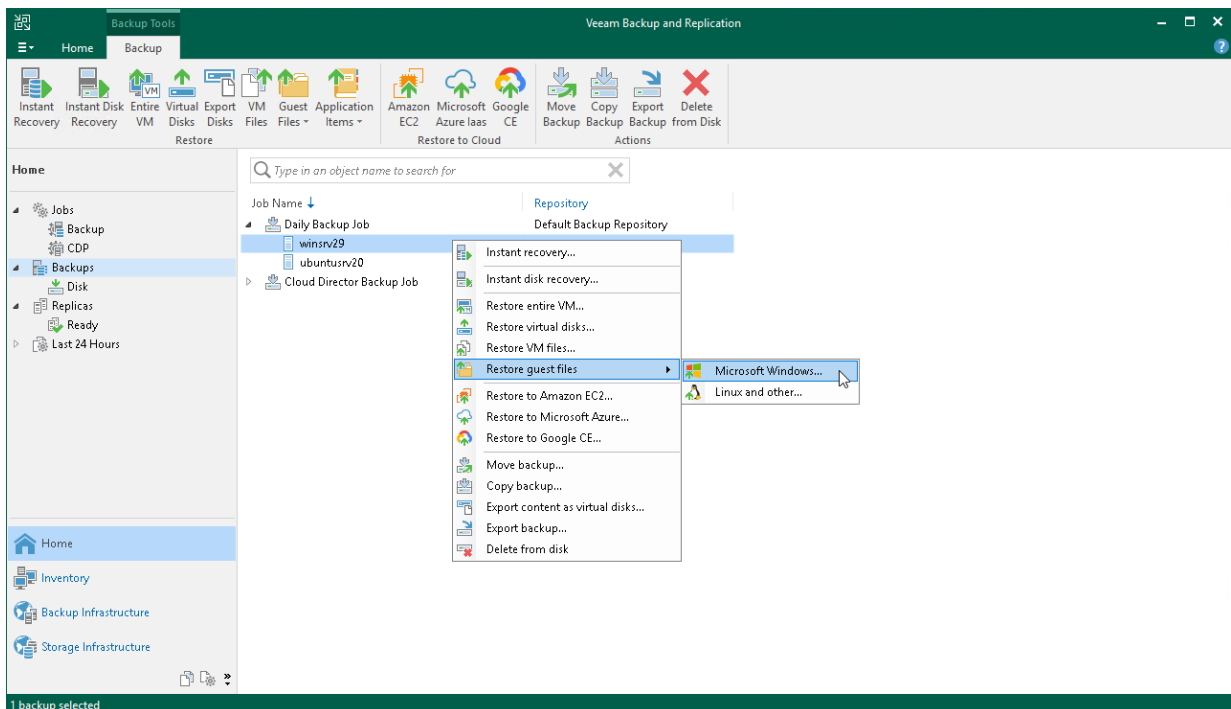 Backup Tools
Veeam Backup and Replication
Home Backup
Instant Recovery
Instant Disk Recovery
Entire VM
Virtual Disks
Export Disks
VM Files
Guest Files
Application Items
Amazon EC2
Microsoft Azure Iaas
Google CE
Move Backup
Copy Backup
Export Backup
Delete from Disk
Restore
Restore to Cloud
Actions
Home
Jobs
Backup
CDP
Backups
Disk
Replicas
Ready
Last 24 Hours
Home
Inventory
Backup Infrastructure
Storage Infrastructure
Type in an object name to search for
Job Name Repository
Daily Backup Job Default Backup Repository
winsrv29
ubuntusrv20
Cloud Director Backup Job
Instant recovery...
Instant disk recovery...
Restore entire VM...
Restore virtual disks...
Restore VM files...
Restore guest files
Microsoft Windows...
Linux and other...
Restore to Amazon EC2...
Restore to Microsoft Azure...
Restore to Google CE...
Move backup...
Copy backup...
Export content as virtual disks...
Export backup...
Delete from disk
1 backup selected